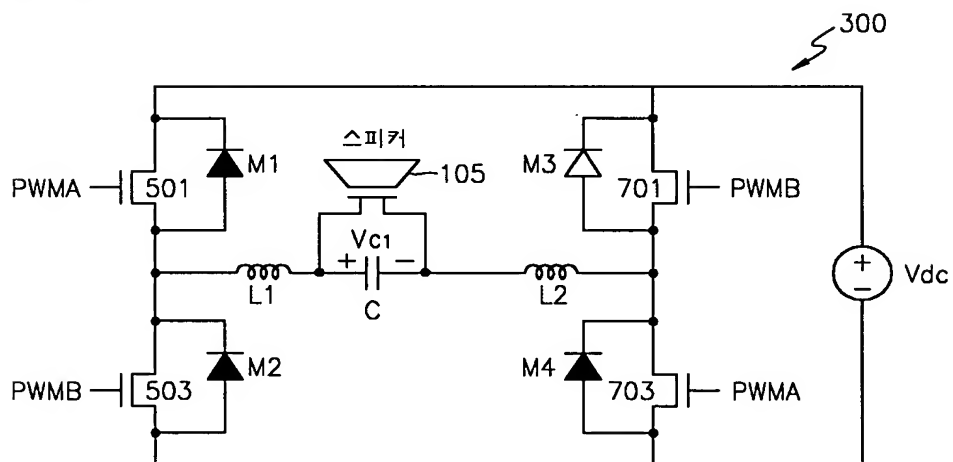 300
스피커
105
M1
M3
PWMA
501
701
PWMB
+ Vc1 −
+
−
Vdc
L1
C
L2
M2
M4
PWMB
503
703
PWMA